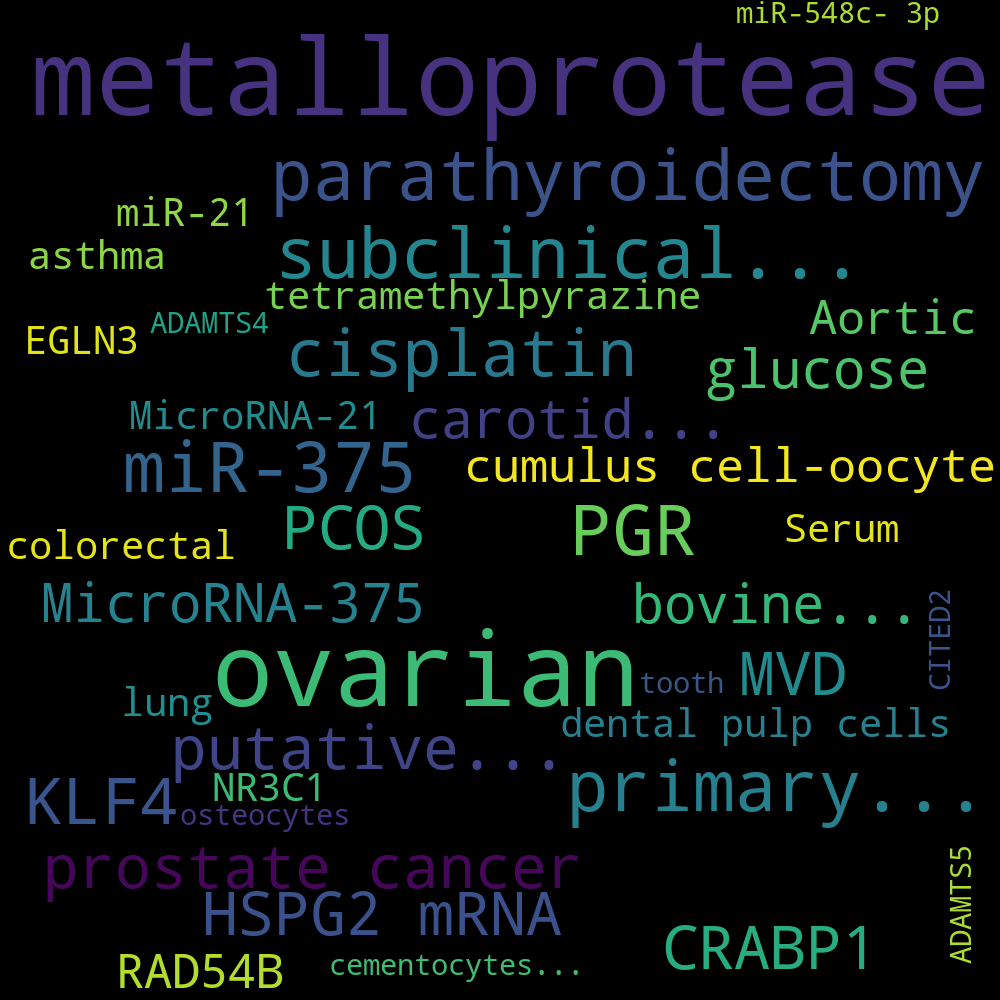 miR-548c- 3p
metalloprotease
parathyroidectomy
miR-21
subclinical...
asthma
tetramethylpyrazine
ADAMTS4
Aortic
EGLN3
cisplatin
glucose
MicroRNA-21
carotid...
miR-375
cumulus cell-oocyte
PCOS
PGR
Serum
colorectal
MicroRNA-375
bovine...
CITED2
ovarian
tooth
MVD
lung
dental pulp cells
putative...
NR3C1
primary...
KLF4
osteocytes
prostate cancer
HSPG2 mRNA
ADAMTS5
CRABP1
RAD54B
cementocytes...